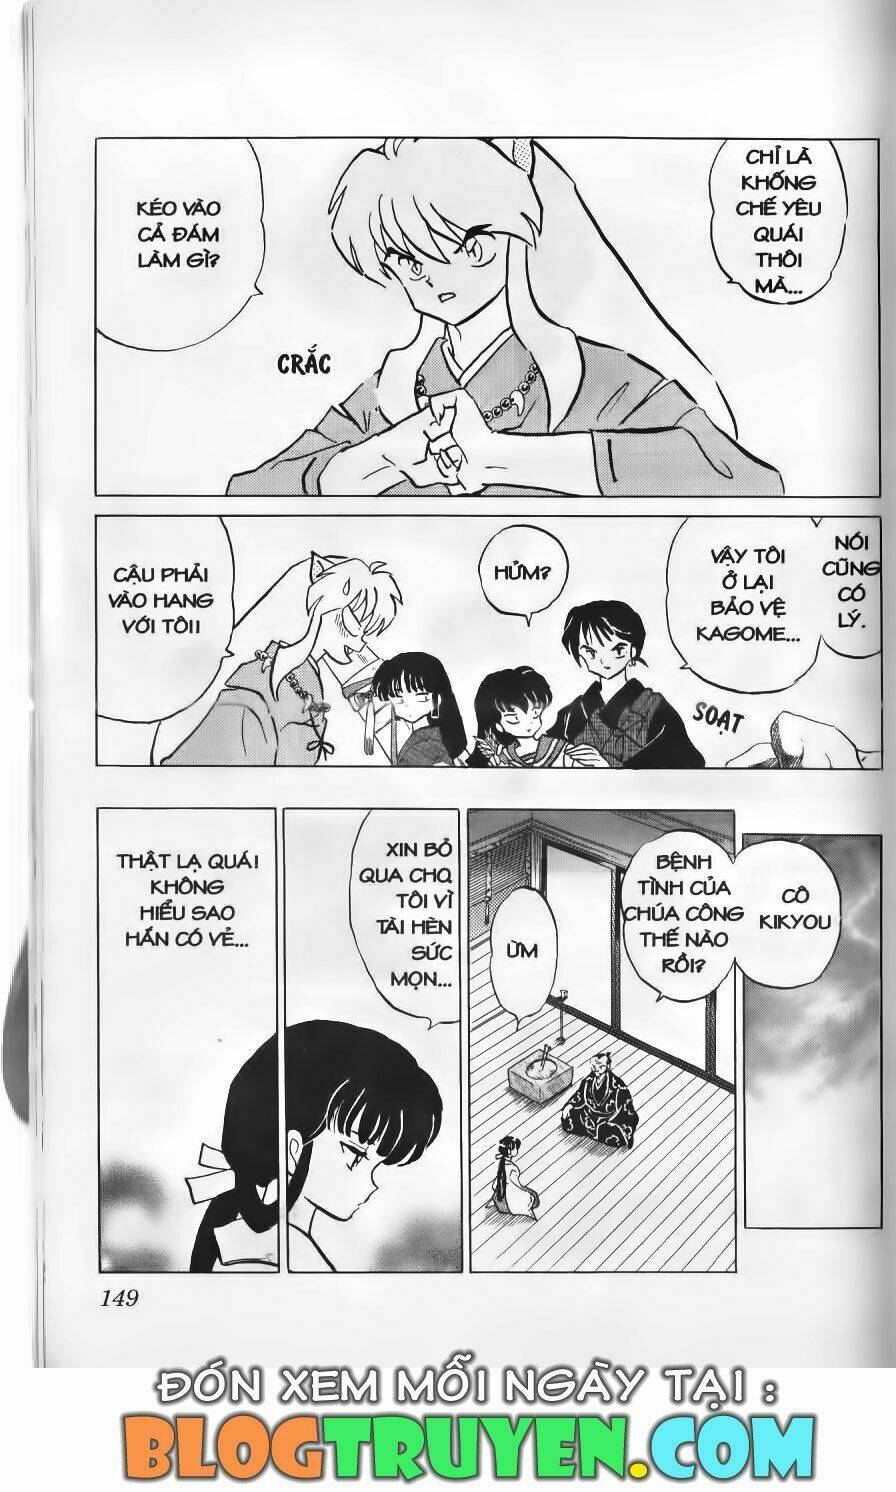 CHỈ LÀ
KHỐNG
CHẾ YÊU
QUÁI
THÔI
MÀ...
KÉO VÀO
CẢ ĐÁM
LÀM GÌ?
CRẮC
NÓI
CŨNG
CÓ
LÝ.
VẬY TÔI
Ở LẠI
BẢO VỆ
KAGOME...
SOẠT
HỬM?
CẬU PHẢI
VÀO HANG
VỚI TÔI!
CÔ
KIKYOU
BỆNH
TÌNH CỦA
CHÚA CÔNG
THẾ NÀO
RỒI?
ỪM
XIN BỎ
QUA CHO
TÔI VÌ
TÀI HÈN
SỨC
MỌN...
THẬT LẠ QUÁ!
KHÔNG
HIỂU SAO
HẮN CÓ VẺ...
149
ĐÓN XEM MỖI NGÀY TẠI :
BLOGTRUYEN.COM